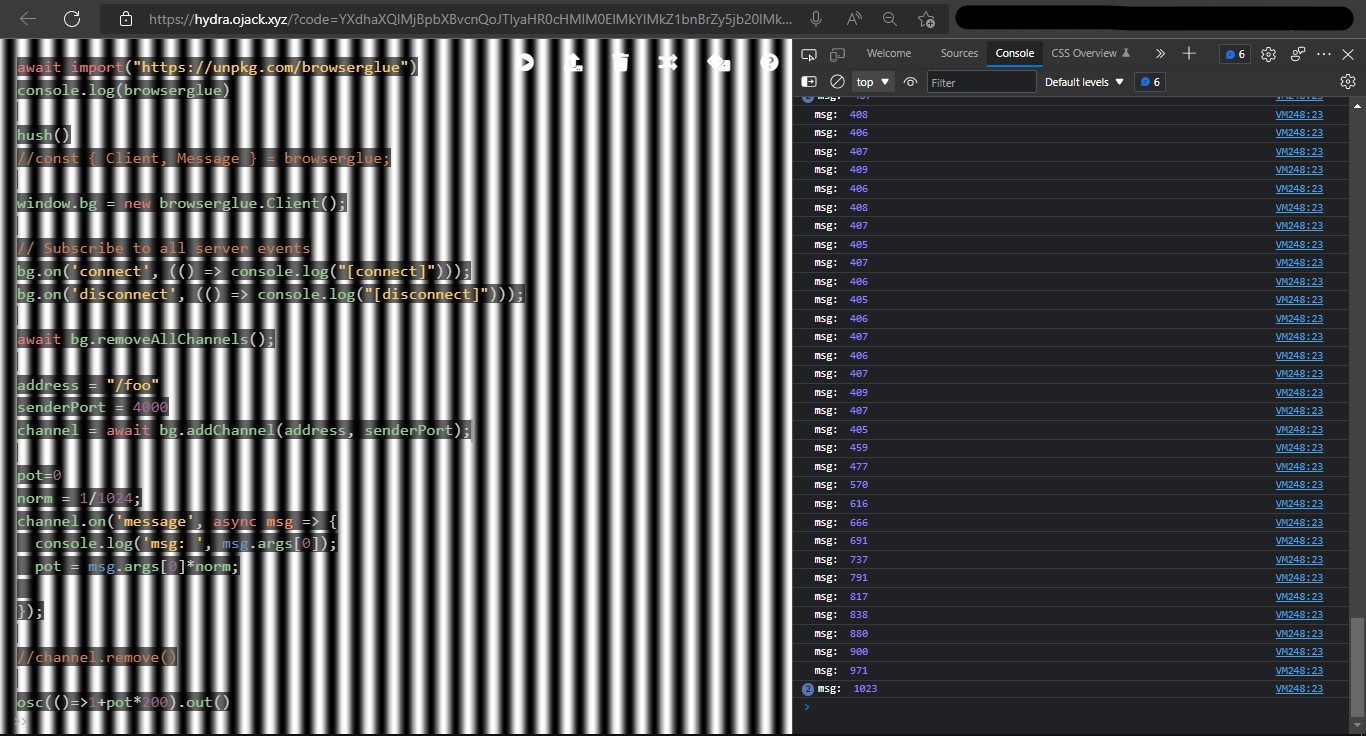 https://hydra.ojack.xyz/?code=YXdhaXQlMjBpbXBvcnQoJTIyaHR0cHMlM0ElMkYlMkZ1bnBrZy5jb20lMk...
Welcome
Sources
Console
CSS Overview
6
top
Filter
Default levels
6
await import("https://unpkg.com/browserglue")
console.log(browserglue)
hush()
//const { Client, Message } = browserglue;
window.bg = new browserglue.Client();
// Subscribe to all server events
bg.on('connect', (() => console.log("[connect]")));
bg.on('disconnect', (() => console.log("[disconnect]")));
await bg.removeAllChannels();
address = "/foo"
senderPort = 4000
channel = await bg.addChannel(address, senderPort);
pot=0
norm = 1/1024;
channel.on('message', async msg => {
console.log('msg: ', msg.args[0]);
pot = msg.args[0]*norm;
});
//channel.remove()
osc(()=>1+pot*200).out()
msg: 408 VM248:23
msg: 406 VM248:23
msg: 407 VM248:23
msg: 409 VM248:23
msg: 406 VM248:23
msg: 408 VM248:23
msg: 407 VM248:23
msg: 405 VM248:23
msg: 407 VM248:23
msg: 406 VM248:23
msg: 405 VM248:23
msg: 406 VM248:23
msg: 407 VM248:23
msg: 406 VM248:23
msg: 407 VM248:23
msg: 409 VM248:23
msg: 407 VM248:23
msg: 405 VM248:23
msg: 459 VM248:23
msg: 477 VM248:23
msg: 570 VM248:23
msg: 616 VM248:23
msg: 666 VM248:23
msg: 691 VM248:23
msg: 737 VM248:23
msg: 791 VM248:23
msg: 817 VM248:23
msg: 838 VM248:23
msg: 880 VM248:23
msg: 900 VM248:23
msg: 971 VM248:23
2 msg: 1023 VM248:23